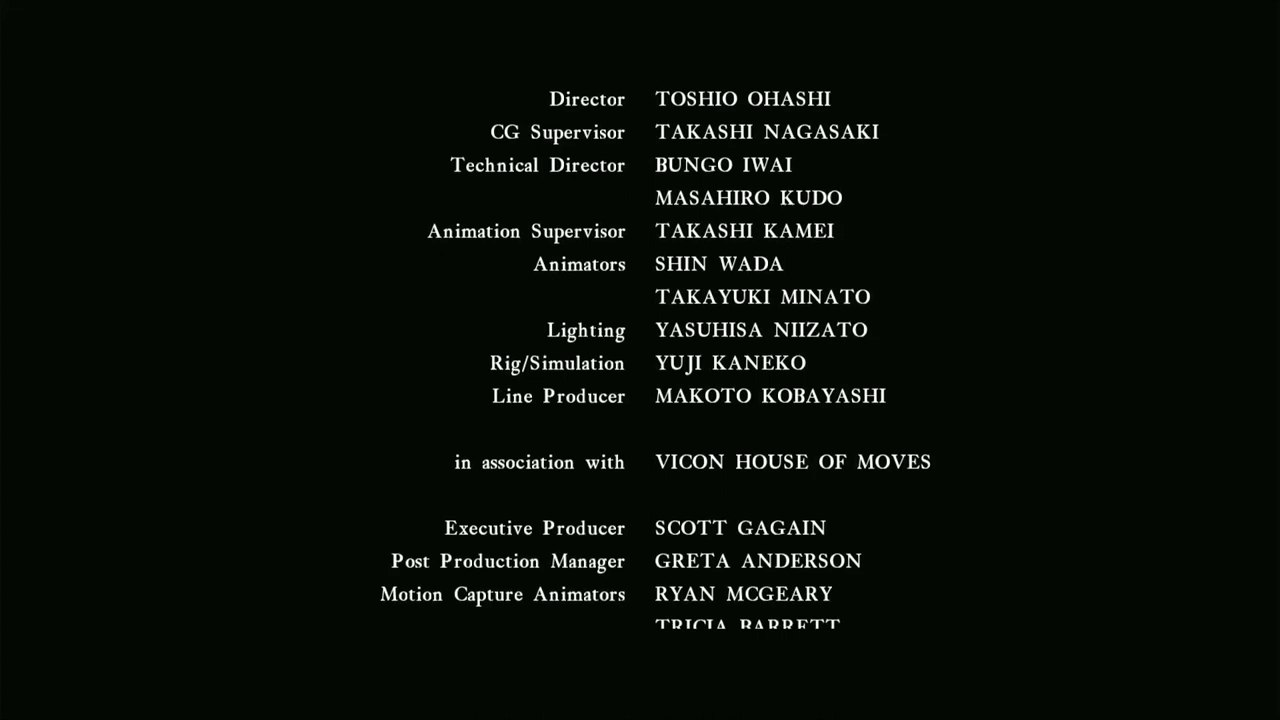 Director TOSHIO OHASHI
CG Supervisor TAKASHI NAGASAKI
Technical Director BUNGO IWAI
MASAHIRO KUDO
Animation Supervisor TAKASHI KAMEI
Animators SHIN WADA
TAKAYUKI MINATO
Lighting YASUHISA NIIZATO
Rig/Simulation YUJI KANEKO
Line Producer MAKOTO KOBAYASHI
in association with VICON HOUSE OF MOVES
Executive Producer SCOTT GAGAIN
Post Production Manager GRETA ANDERSON
Motion Capture Animators RYAN MCGEARY
TRICIA BARRETT